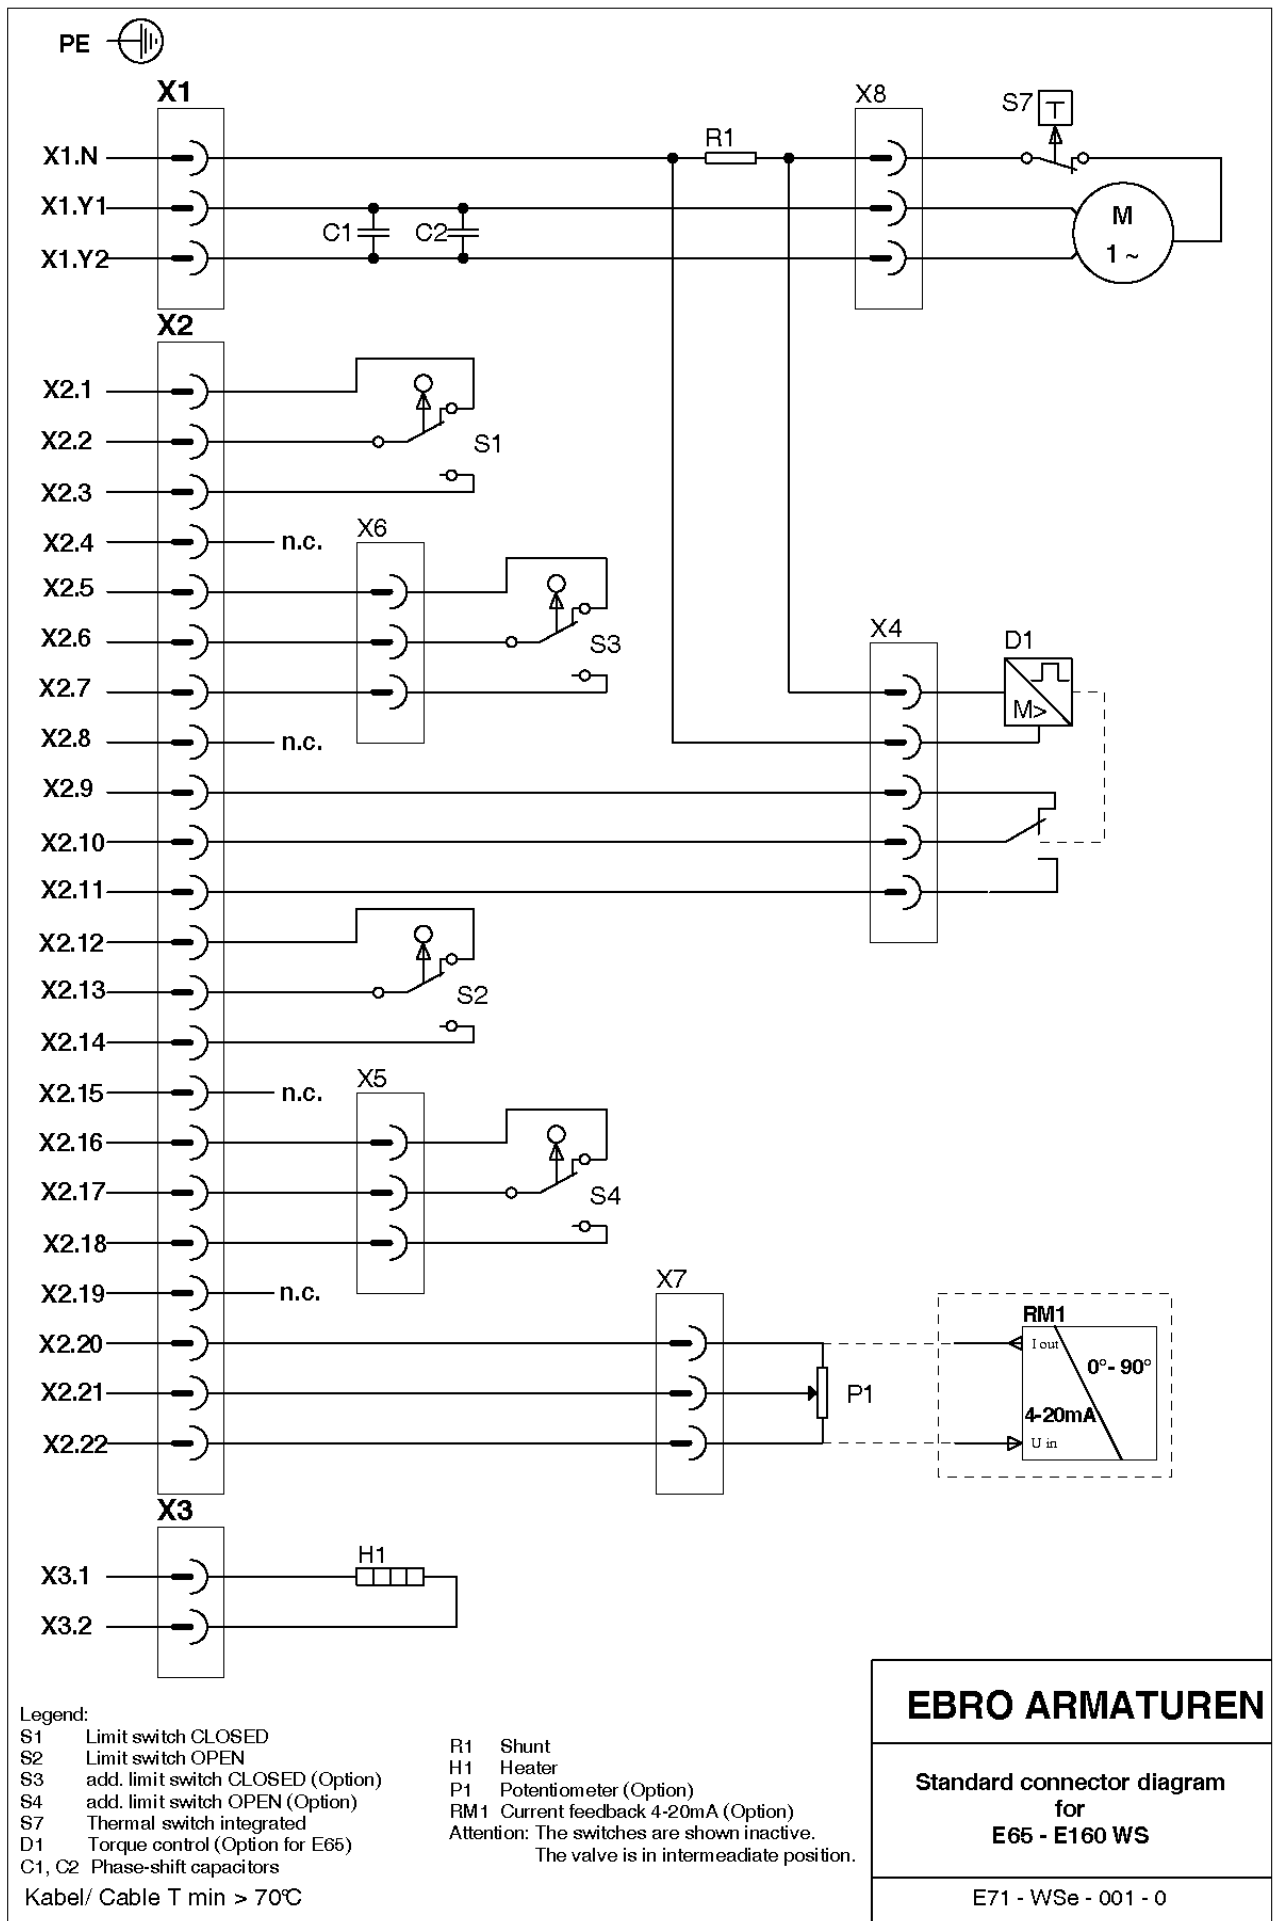 PE
X1
X8
S7
T
R1
X1.N
X1.Y1
C1
C2
M
1 ~
X1.Y2
X2
X2.1
X2.2
S1
X2.3
X2.4
n.c.
X6
X2.5
X2.6
S3
X4
D1
X2.7
M>
X2.8
n.c.
X2.9
X2.10
X2.11
X2.12
X2.13
S2
X2.14
X2.15
n.c.
X5
X2.16
X2.17
S4
X2.18
X2.19
n.c.
X7
RM1
X2.20
I out
0°- 90°
X2.21
P1
4-20mA
X2.22
U in
X3
X3.1
H1
X3.2
Legend:
S1 Limit switch CLOSED
S2 Limit switch OPEN
S3 add. limit switch CLOSED (Option)
S4 add. limit switch OPEN (Option)
S7 Thermal switch integrated
D1 Torque control (Option for E65)
C1, C2 Phase-shift capacitors
Kabel/ Cable T min > 70°C
R1 Shunt
H1 Heater
P1 Potentiometer (Option)
RM1 Current feedback 4-20mA (Option)
Attention: The switches are shown inactive.
The valve is in intermeadiate position.
EBRO ARMATUREN
Standard connector diagram
for
E65 - E160 WS
E71 - WSe - 001 - 0